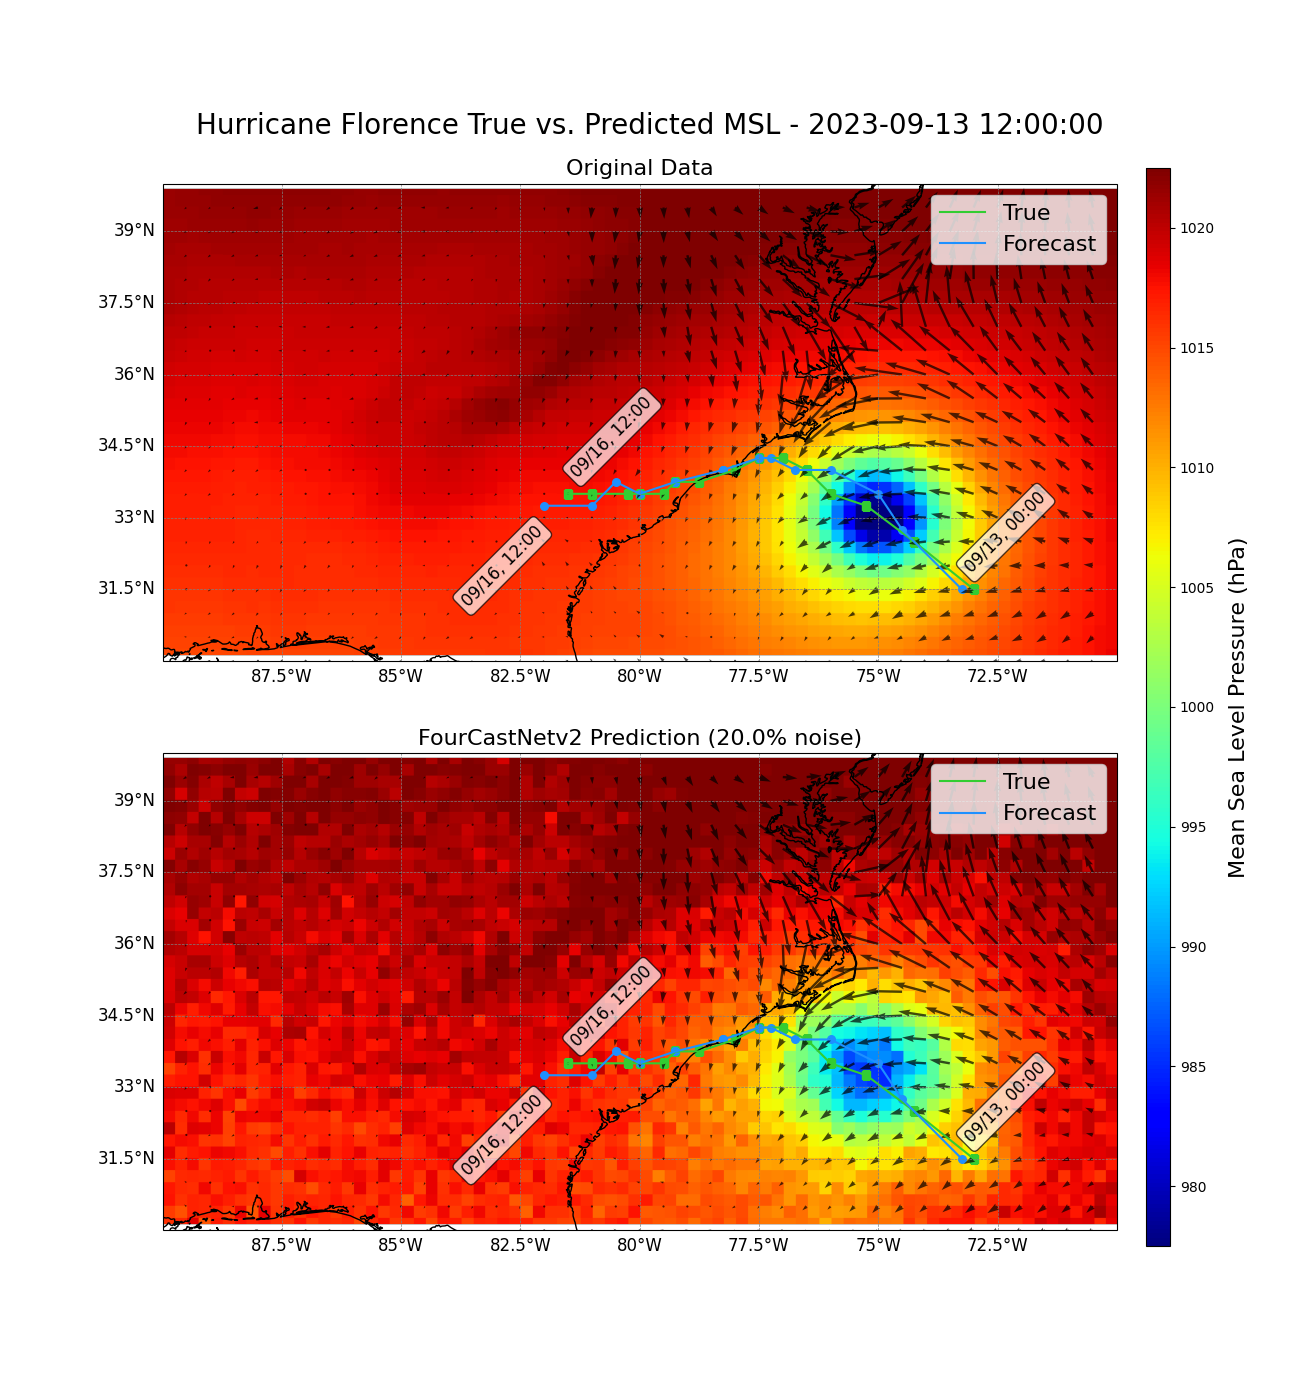 Hurricane Florence True vs. Predicted MSL - 2023-09-13 12:00:00
Original Data
True
Forecast
39°N
37.5°N
36°N
34.5°N
33°N
31.5°N
09/16, 12:00
09/16, 12:00
09/13, 00:00
87.5°W
85°W
82.5°W
80°W
77.5°W
75°W
72.5°W
FourCastNetv2 Prediction (20.0% noise)
True
Forecast
39°N
37.5°N
36°N
34.5°N
33°N
31.5°N
09/16, 12:00
09/16, 12:00
09/13, 00:00
87.5°W
85°W
82.5°W
80°W
77.5°W
75°W
72.5°W
1020
1015
1010
1005
1000
995
990
985
980
Mean Sea Level Pressure (hPa)